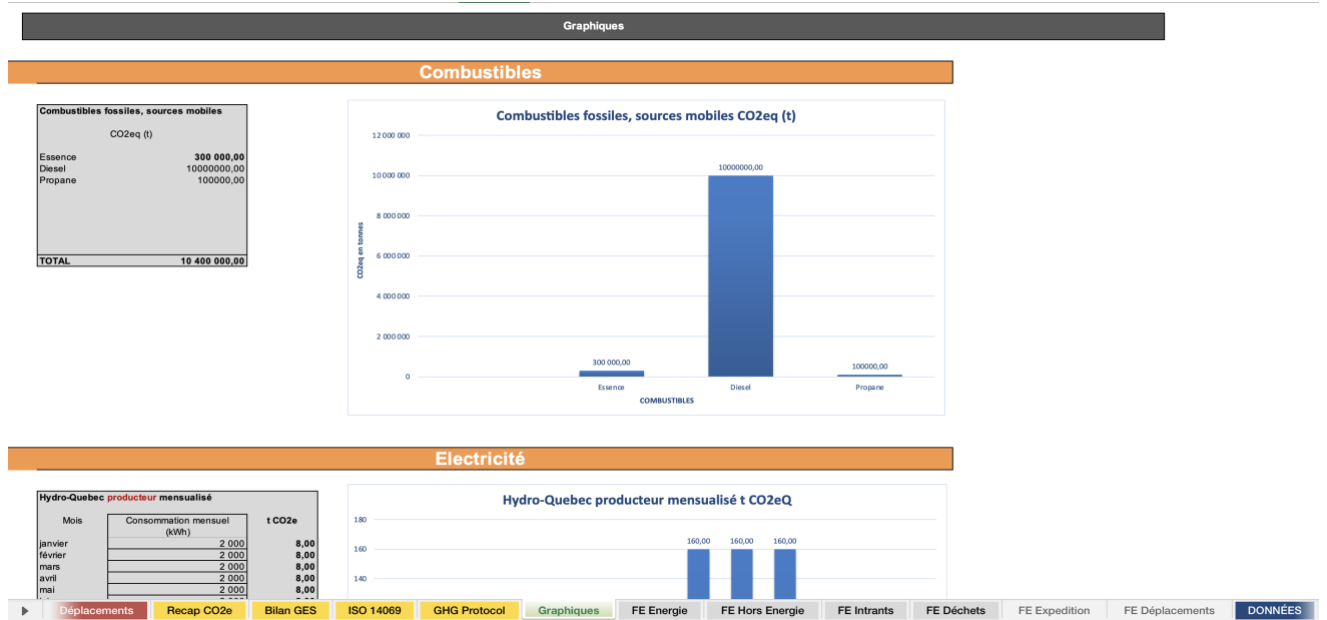 Graphiques
Combustibles
Combustibles fossiles, sources mobiles
CO2eq (t)
Essence 300 000,00
Diesel 10000000,00
Propane 100000,00
TOTAL 10 400 000,00
Combustibles fossiles, sources mobiles CO2eq (t)
12 000 000
10 000 000
8 000 000
6 000 000
4 000 000
2 000 000
0
CO2eq en tonnes
300 000,00
10000000,00
100000,00
Essence Diesel Propane
COMBUSTIBLES
Electricité
Hydro-Quebec producteur mensualisé
Mois Consommation mensuel t CO2e
(kWh)
janvier 2 000 8,00
février 2 000 8,00
mars 2 000 8,00
avril 2 000 8,00
mai 2 000 8,00
Hydro-Quebec producteur mensualisé t CO2eQ
180
160
140
160,00 160,00 160,00
Déplacements Recap CO2e Bilan GES ISO 14069 GHG Protocol Graphiques FE Energie FE Hors Energie FE Intrants FE Déchets FE Expedition FE Déplacements DONNÉES